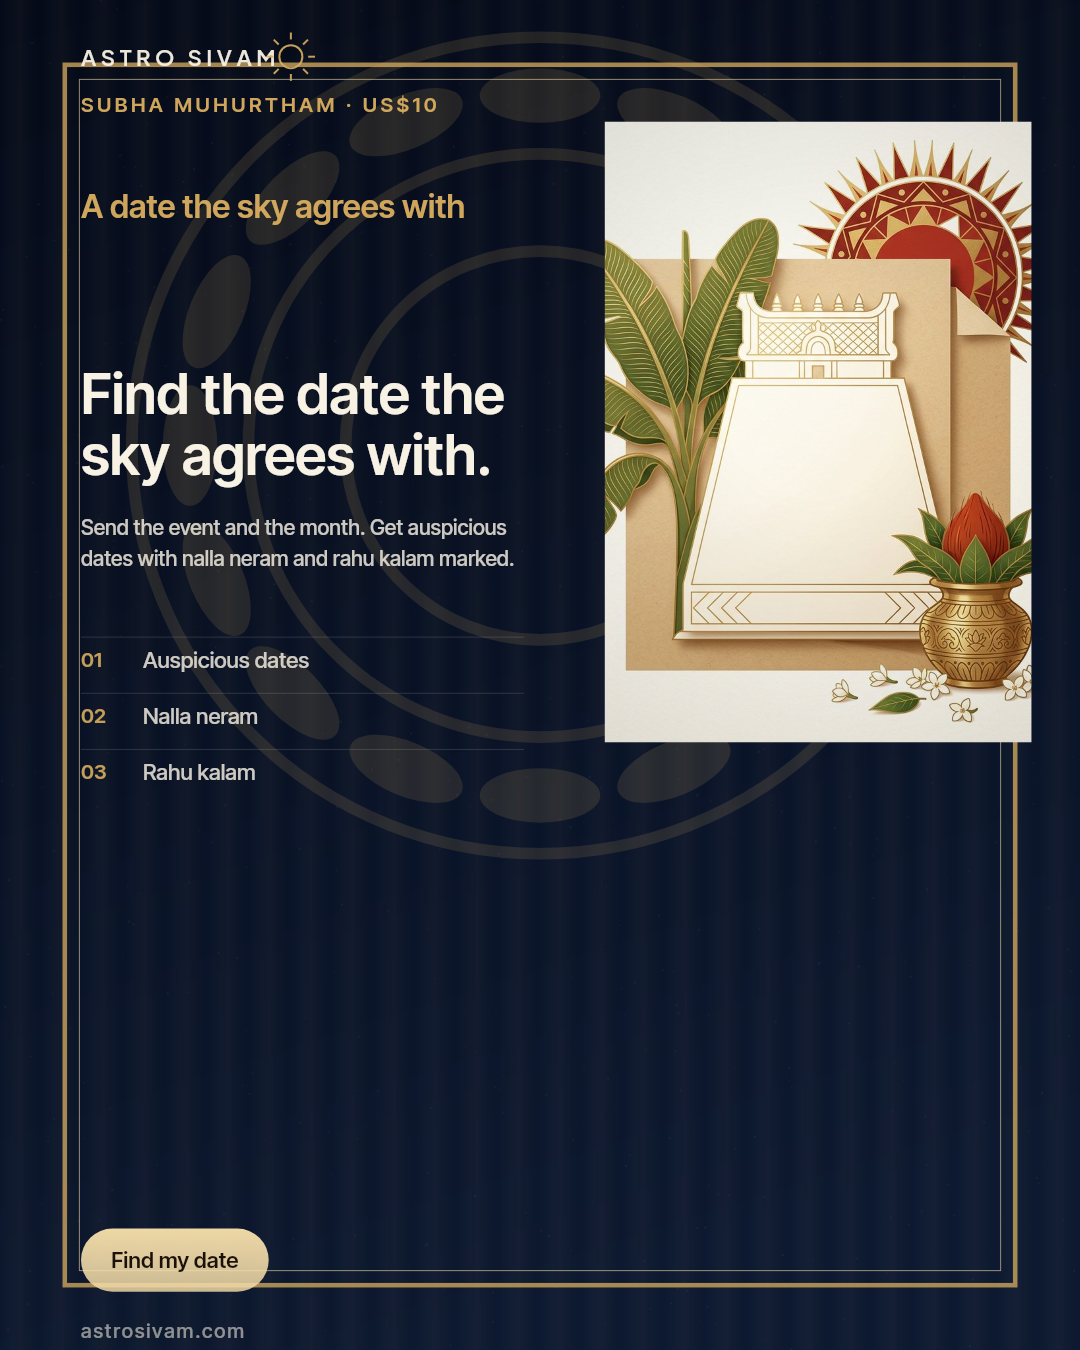 ASTRO SIVAM
SUBHA MUHURTHAM · US$10
A date the sky agrees with
Find the date the
sky agrees with.
Send the event and the month. Get auspicious
dates with nalla neram and rahu kalam marked.
01 Auspicious dates
02 Nalla neram
03 Rahu kalam
Find my date
astrosivam.com